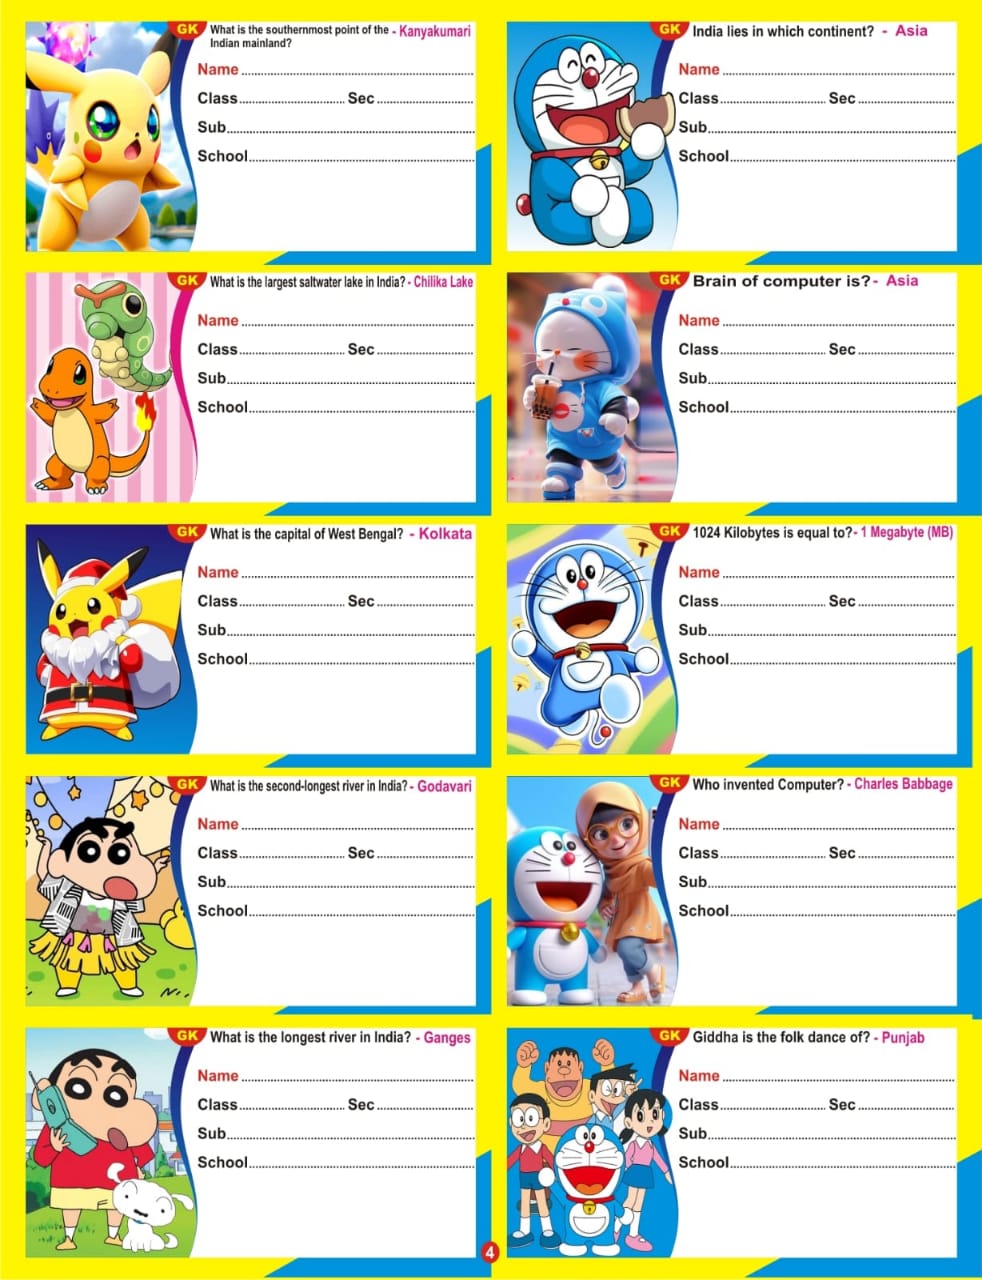 GK What is the southernmost point of the - Kanyakumari
Indian mainland?
Name
Class Sec
Sub
School
GK India lies in which continent? - Asia
Name
Class Sec
Sub
School
GK What is the largest saltwater lake in India? - Chilika Lake
Name
Class Sec
Sub
School
GK Brain of computer is? - Asia
Name
Class Sec
Sub
School
GK What is the capital of West Bengal? - Kolkata
Name
Class Sec
Sub
School
GK 1024 Kilobytes is equal to? - 1 Megabyte (MB)
Name
Class Sec
Sub
School
GK What is the second-longest river in India? - Godavari
Name
Class Sec
Sub
School
GK Who invented Computer? - Charles Babbage
Name
Class Sec
Sub
School
GK What is the longest river in India? - Ganges
Name
Class Sec
Sub
School
GK Giddha is the folk dance of? - Punjab
Name
Class Sec
Sub
School
4